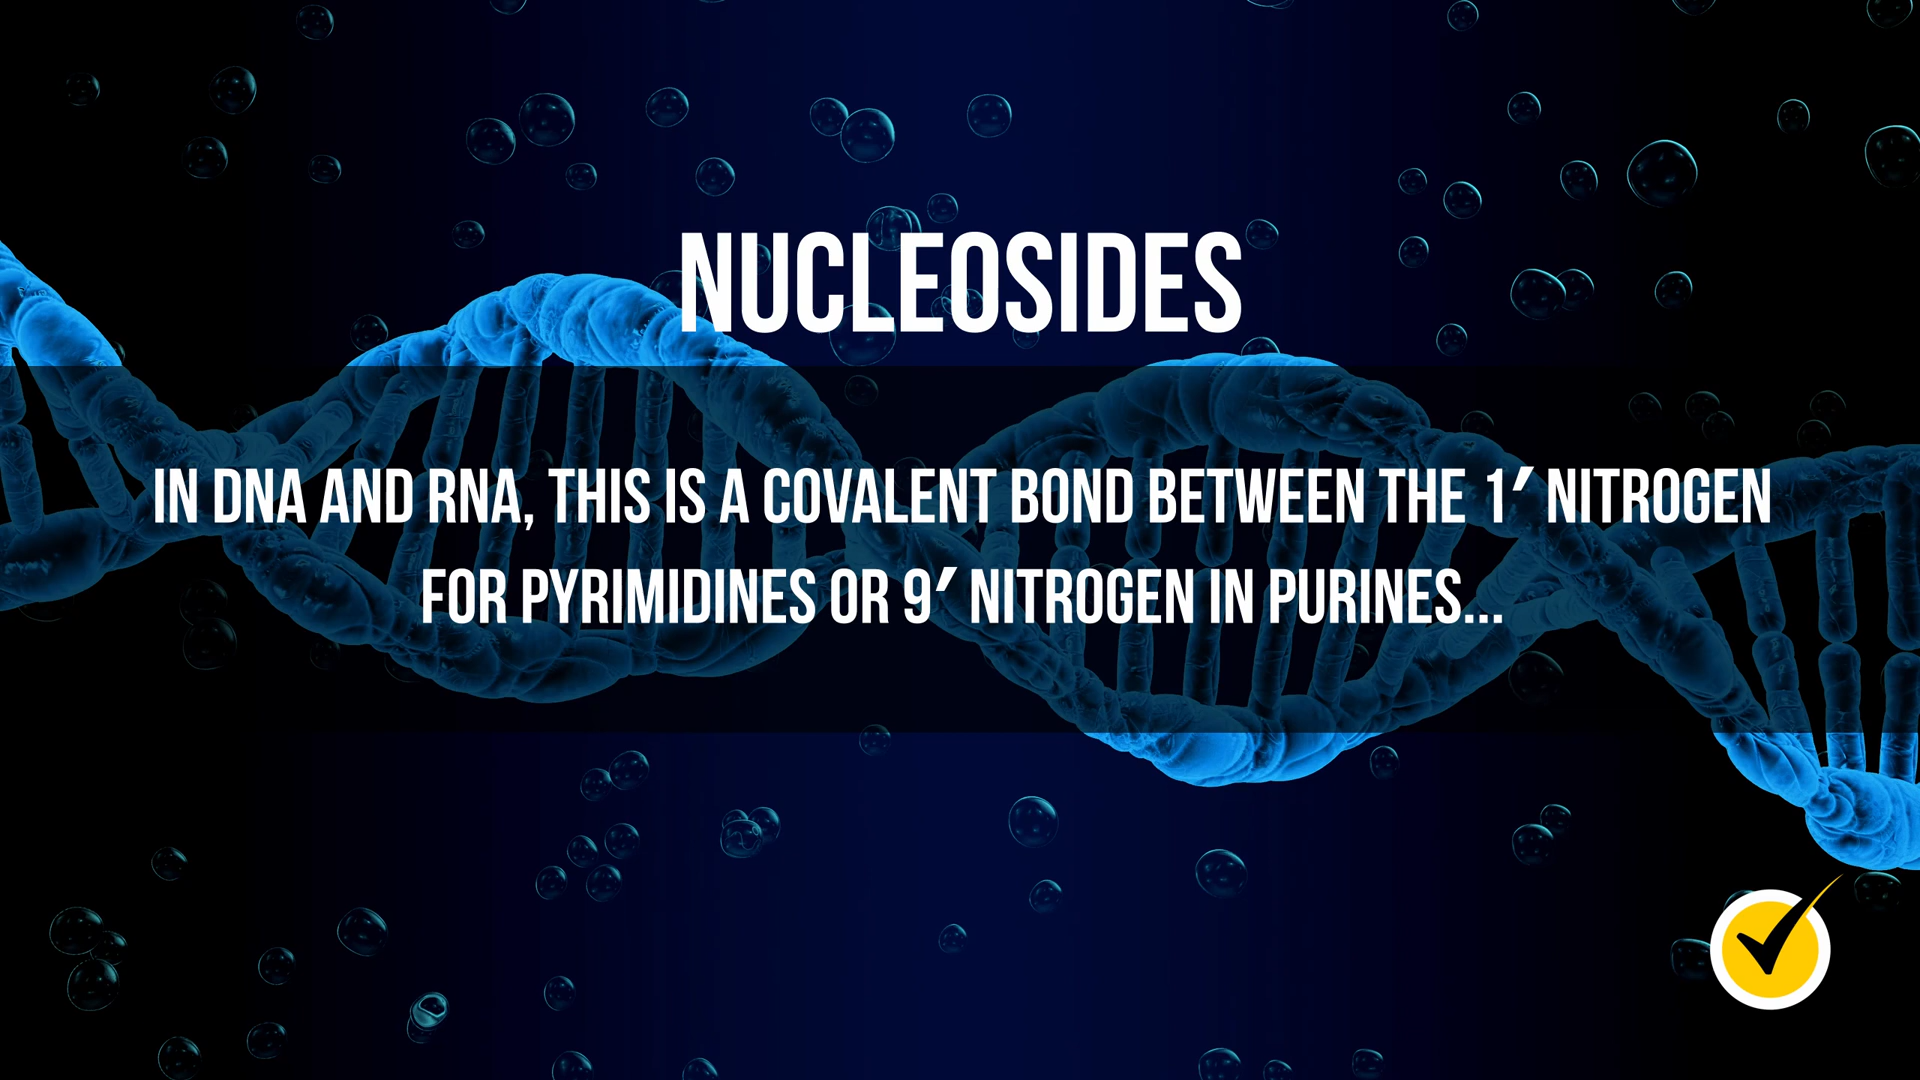 NUCLEOSIDES
IN DNA AND RNA, THIS IS A COVALENT BOND BETWEEN THE 1′ NITROGEN
FOR PYRIMIDINES OR 9′ NITROGEN IN PURINES...